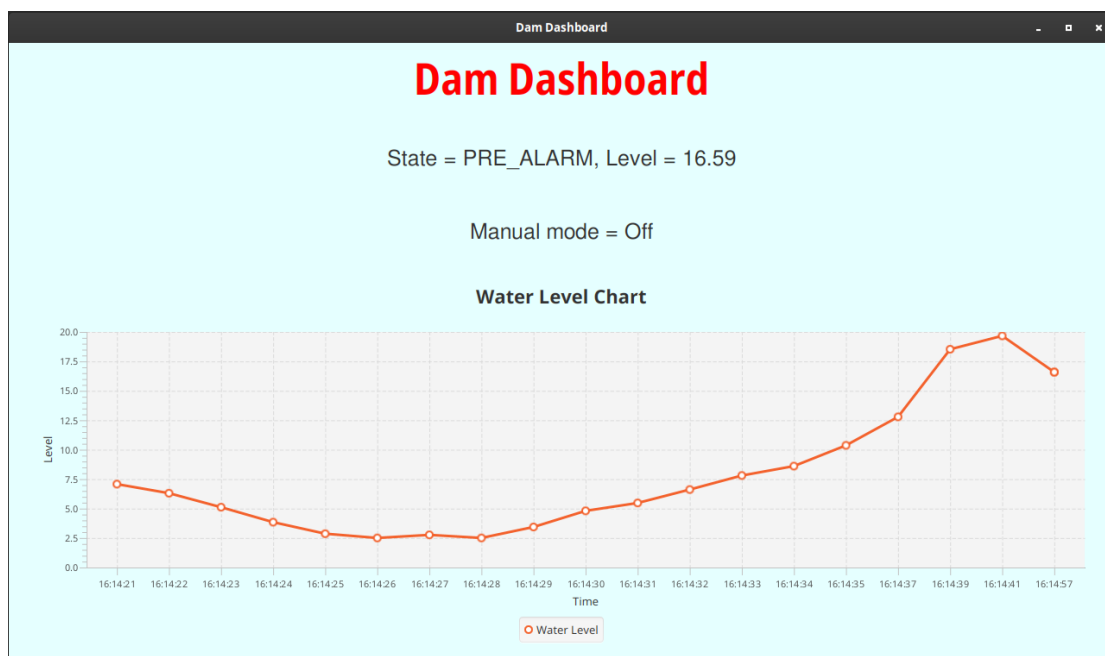 Dam Dashboard
Dam Dashboard
State = PRE_ALARM, Level = 16.59
Manual mode = Off
Water Level Chart
20.0
17.5
15.0
12.5
10.0
7.5
5.0
2.5
0.0
Level
16:14:21 16:14:22 16:14:23 16:14:24 16:14:25 16:14:26 16:14:27 16:14:28 16:14:29 16:14:30 16:14:31 16:14:32 16:14:33 16:14:34 16:14:35 16:14:37 16:14:39 16:14:41 16:14:57
Time
Water Level